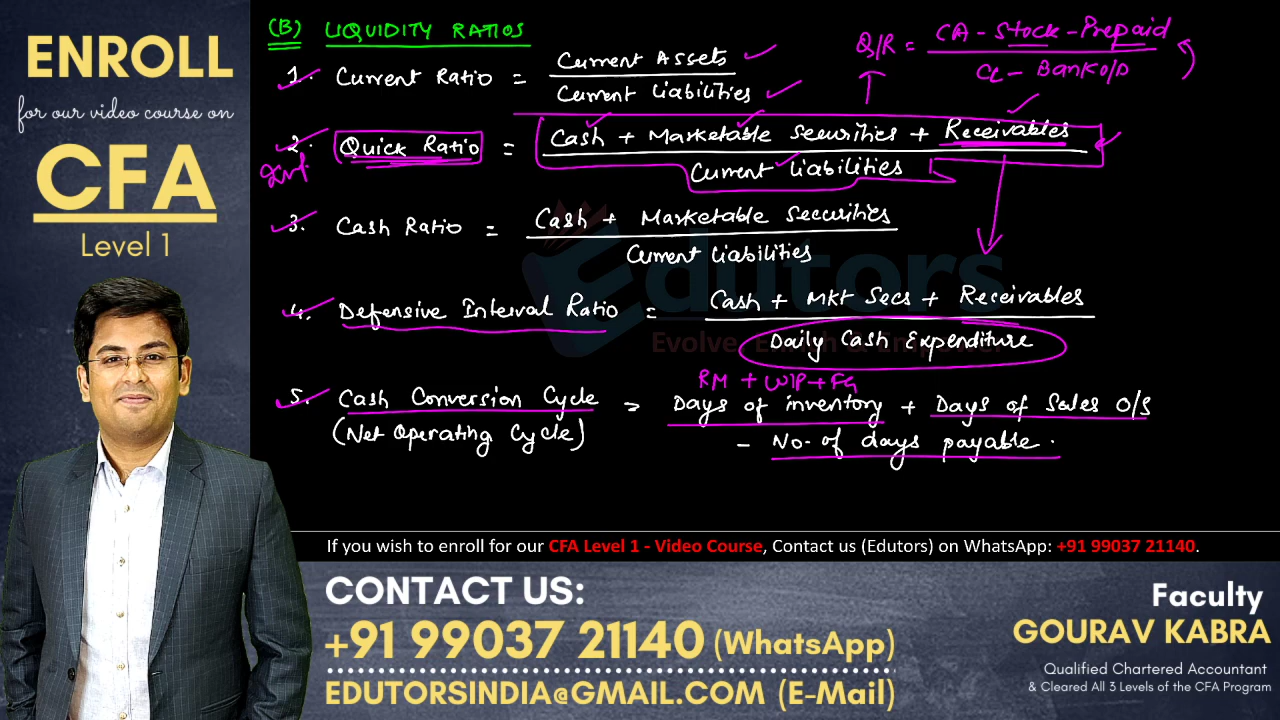 ENROLL
for our video course on
CFA
Level 1
(B) LIQUIDITY RATIOS
1. Current Ratio = Current Assets
Current Liabilities
Q/R = CA - Stock - Prepaid
CL - Bank O/D
2. Quick Ratio = Cash + Marketable Securities + Receivables
Current Liabilities
3. Cash Ratio = Cash + Marketable Securities
Current Liabilities
Edutors
Evolve, Enrich & Empower
4. Defensive Interval Ratio = Cash + Mkt Secs + Receivables
Daily Cash Expenditure
RM + WIP + FG
5. Cash Conversion Cycle = Days of inventory + Days of Sales O/S
(Net Operating Cycle) - No. of days payable.
If you wish to enroll for our CFA Level 1 - Video Course, Contact us (Edutors) on WhatsApp: +91 99037 21140.
CONTACT US:
+91 99037 21140 (WhatsApp)
EDUTORSINDIA@GMAIL.COM (E-Mail)
Faculty
GOURAV KABRA
Qualified Chartered Accountant
& Cleared All 3 Levels of the CFA Program